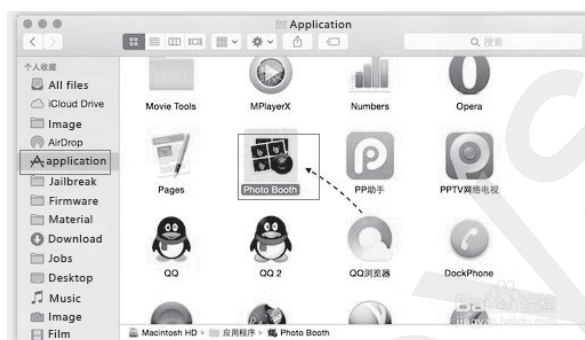 Application
搜索
个人收藏
All files
iCloud Drive
Image
AirDrop
application
Jailbreak
Firmware
Material
Download
Jobs
Desktop
Music
Image
Film
Movie Tools
MPlayerX
Numbers
Opera
Pages
Photo Booth
PP助手
PPTV网络电视
QQ
QQ 2
QQ浏览器
DockPhone
Macintosh HD
应用程序
Photo Booth